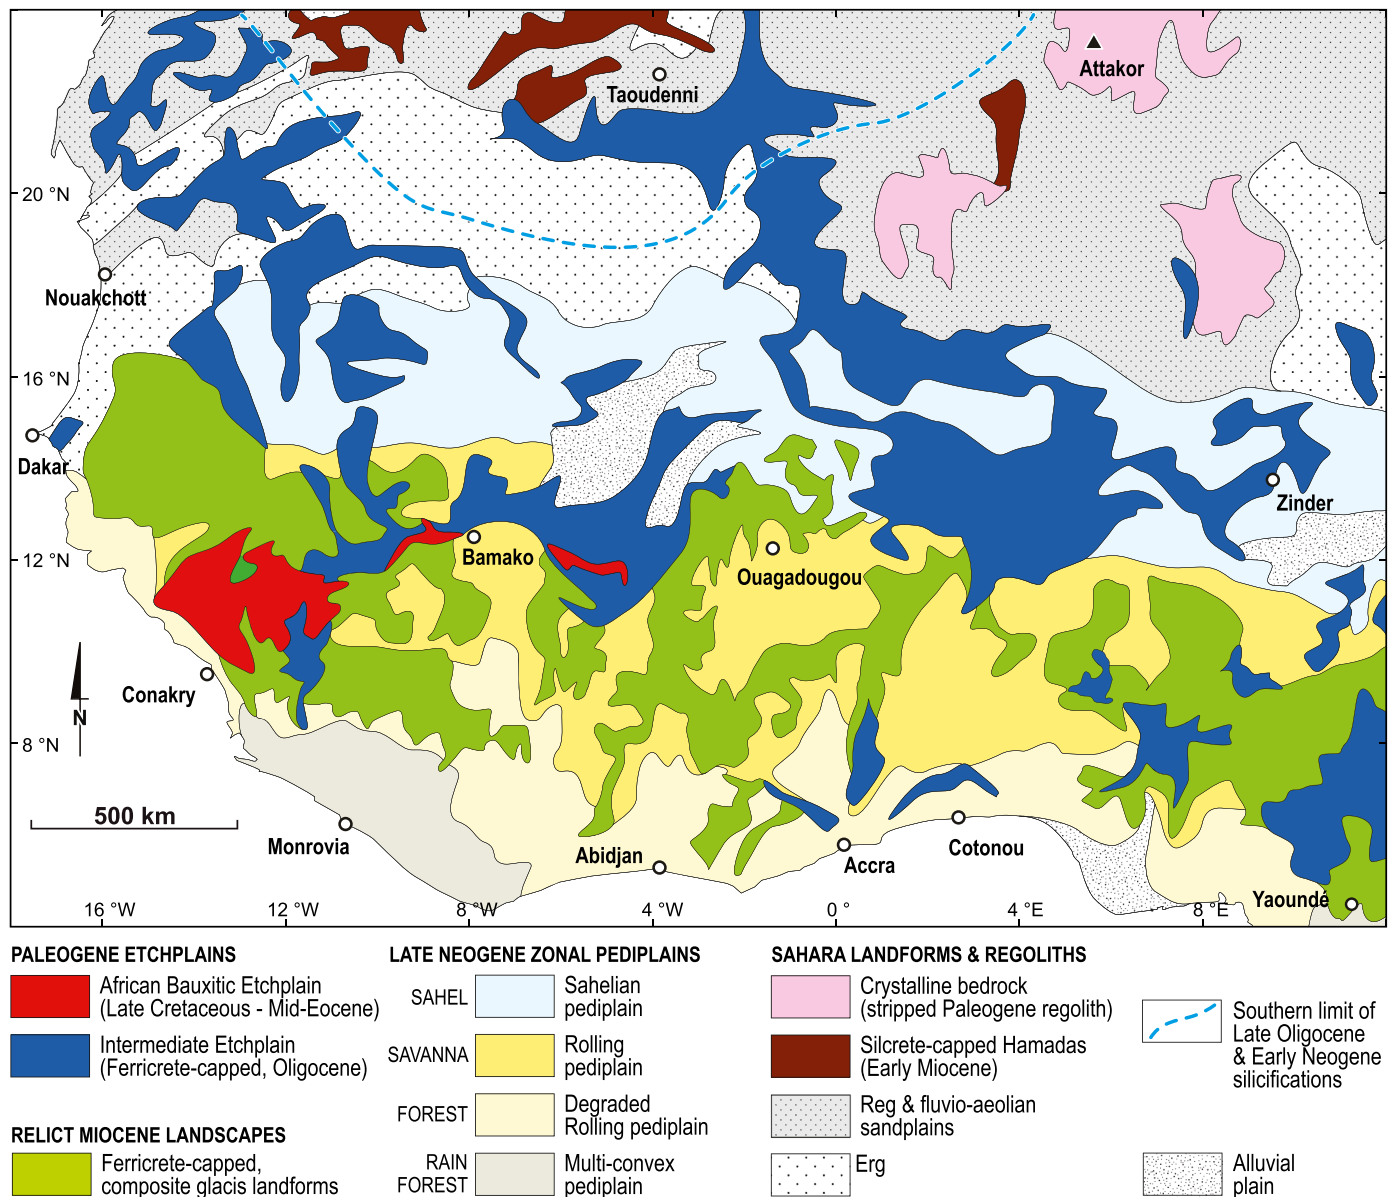 Attakor
Taoudenni
20 °N
Nouakchott
16 °N
Dakar
Zinder
12 °N
Bamako
Ouagadougou
Conakry
N
8 °N
500 km
Monrovia
Abidjan
Accra
Cotonou
Yaoundé
16 °W
12 °W
8 °W
4 °W
0 °
4 °E
8 °E
PALEOGENE ETCHPLAINS
African Bauxitic Etchplain
(Late Cretaceous - Mid-Eocene)
Intermediate Etchplain
(Ferricrete-capped, Oligocene)
RELICT MIOCENE LANDSCAPES
Ferricrete-capped,
composite glacis landforms
LATE NEOGENE ZONAL PEDIPLAINS
SAHEL
Sahelian
pediplain
SAVANNA
Rolling
pediplain
FOREST
Degraded
Rolling pediplain
RAIN
FOREST
Multi-convex
pediplain
SAHARA LANDFORMS & REGOLITHS
Crystalline bedrock
(stripped Paleogene regolith)
Silcrete-capped Hamadas
(Early Miocene)
Reg & fluvio-aeolian
sandplains
Erg
Southern limit of
Late Oligocene
& Early Neogene
silicifications
Alluvial
plain